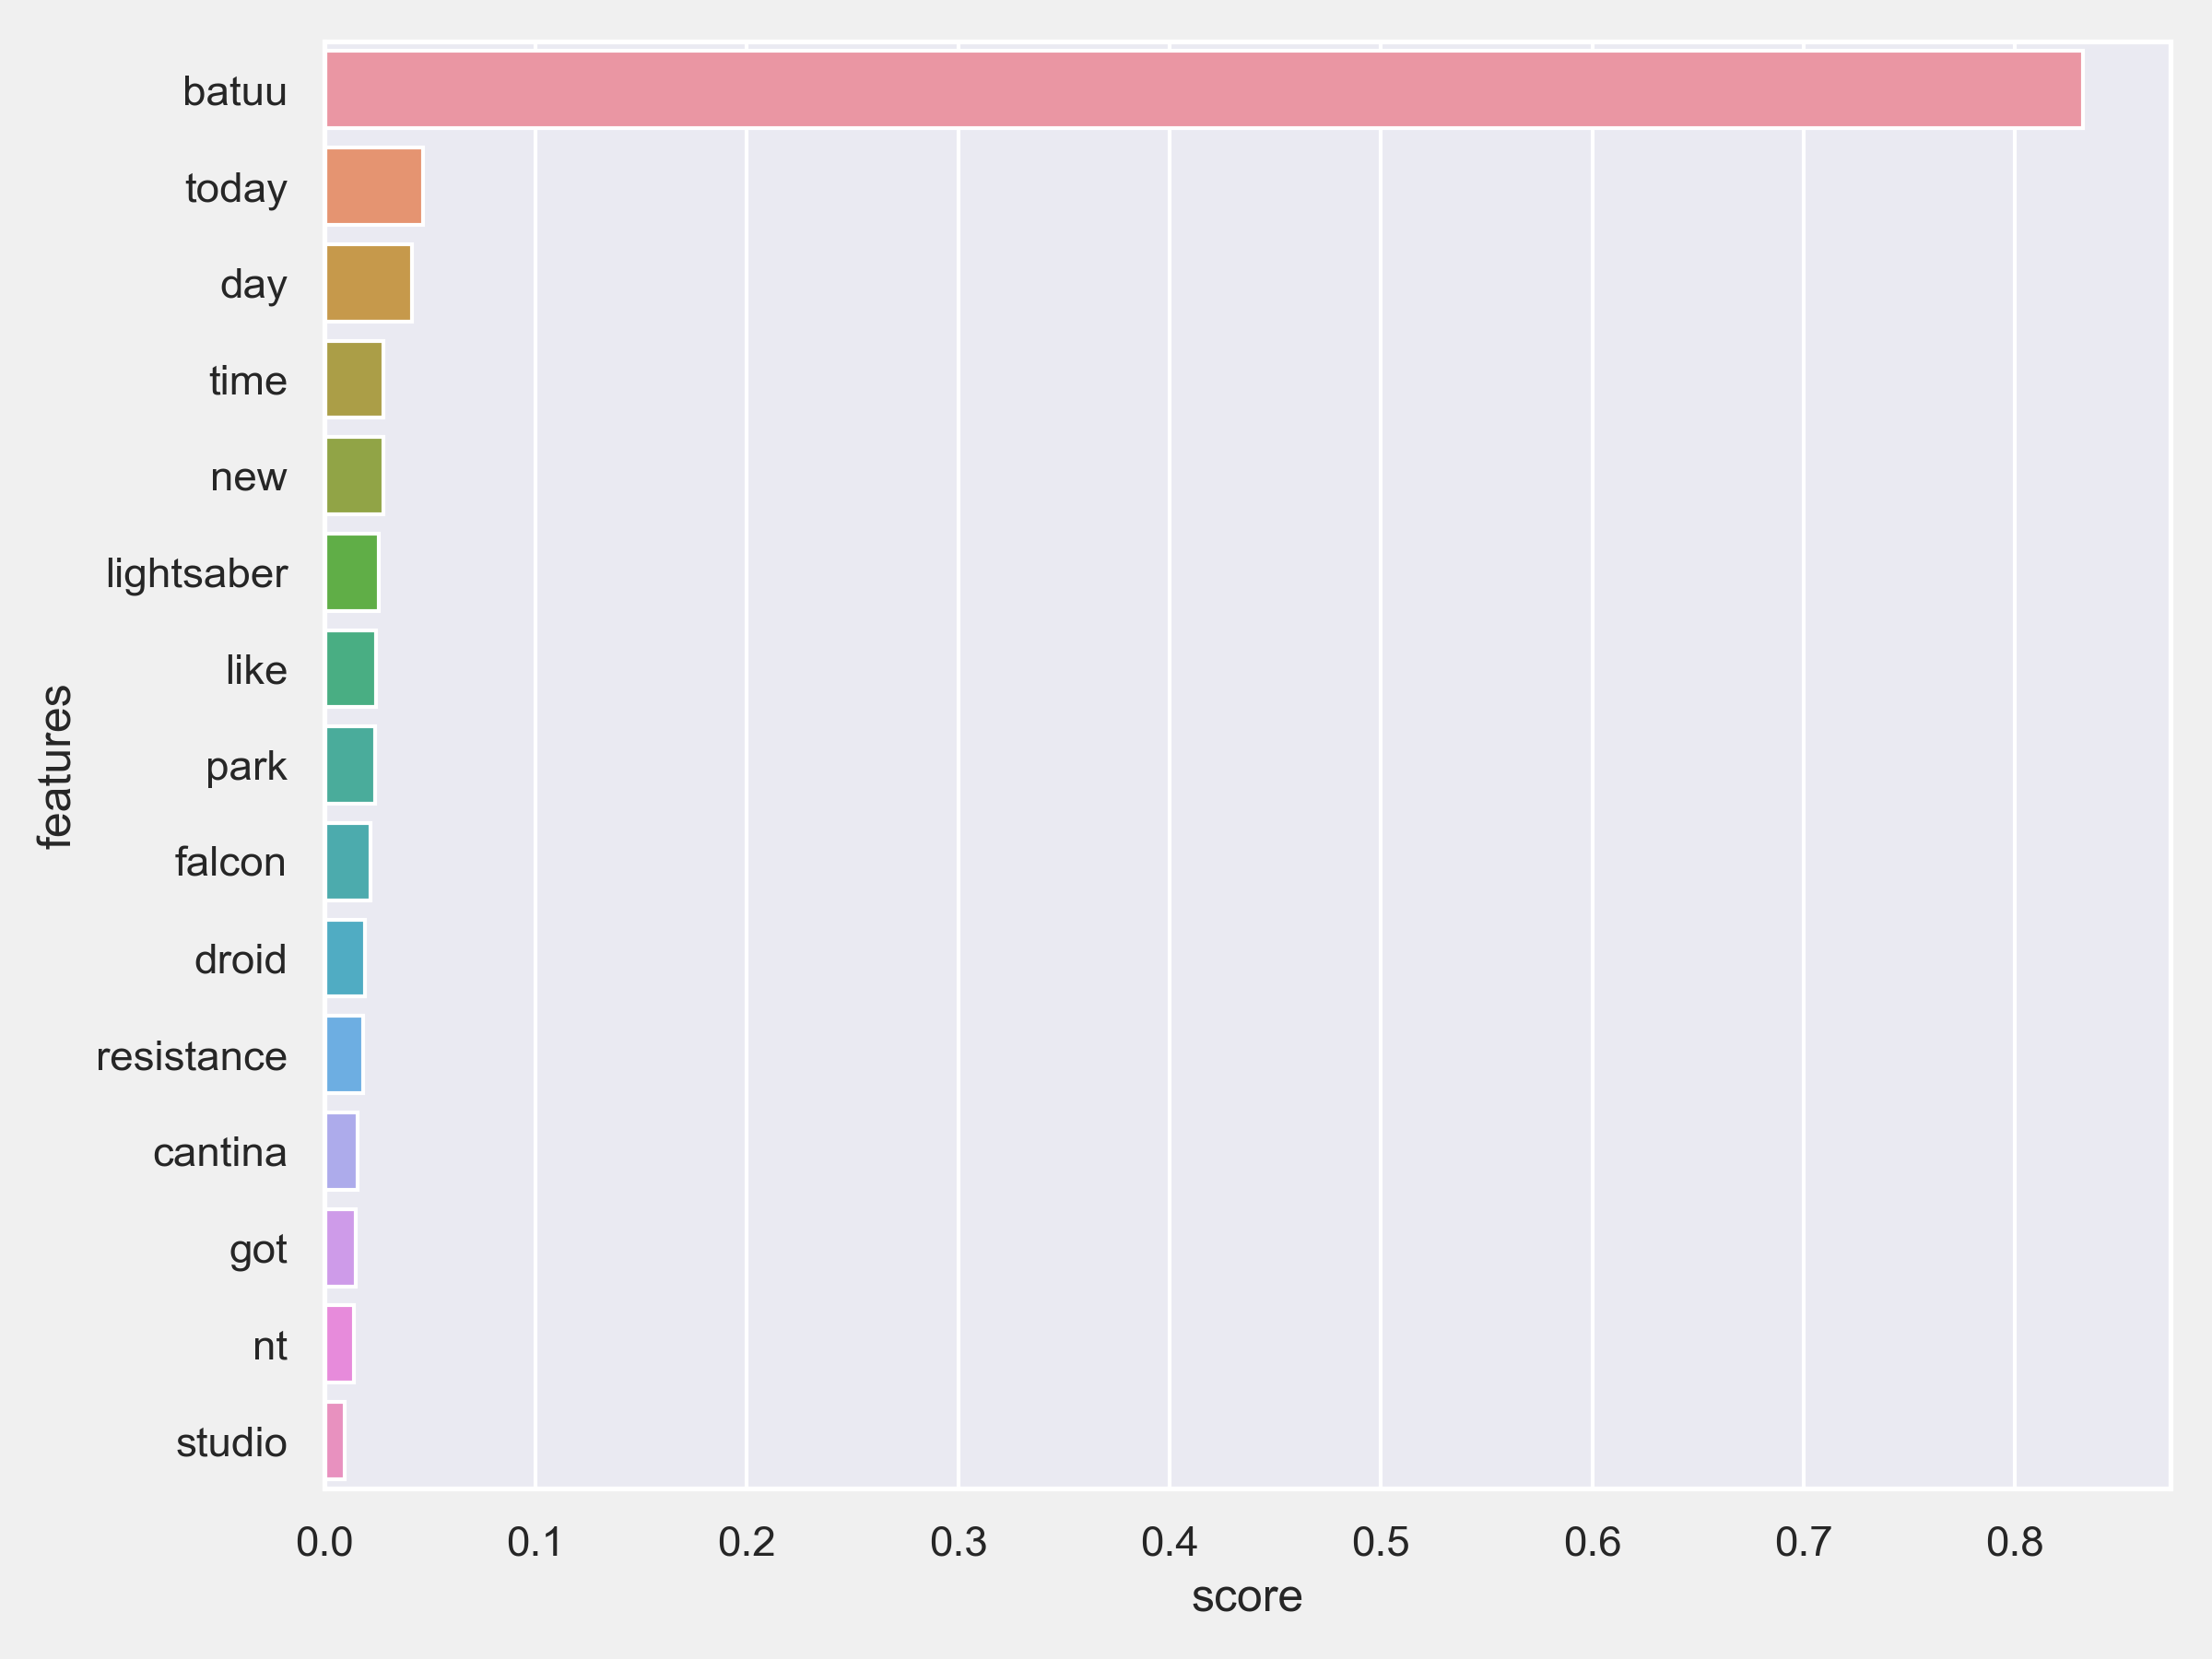 batuu
today
day
time
new
lightsaber
like
park
falcon
droid
resistance
cantina
got
nt
studio
features
0.0 0.1 0.2 0.3 0.4 0.5 0.6 0.7 0.8
score